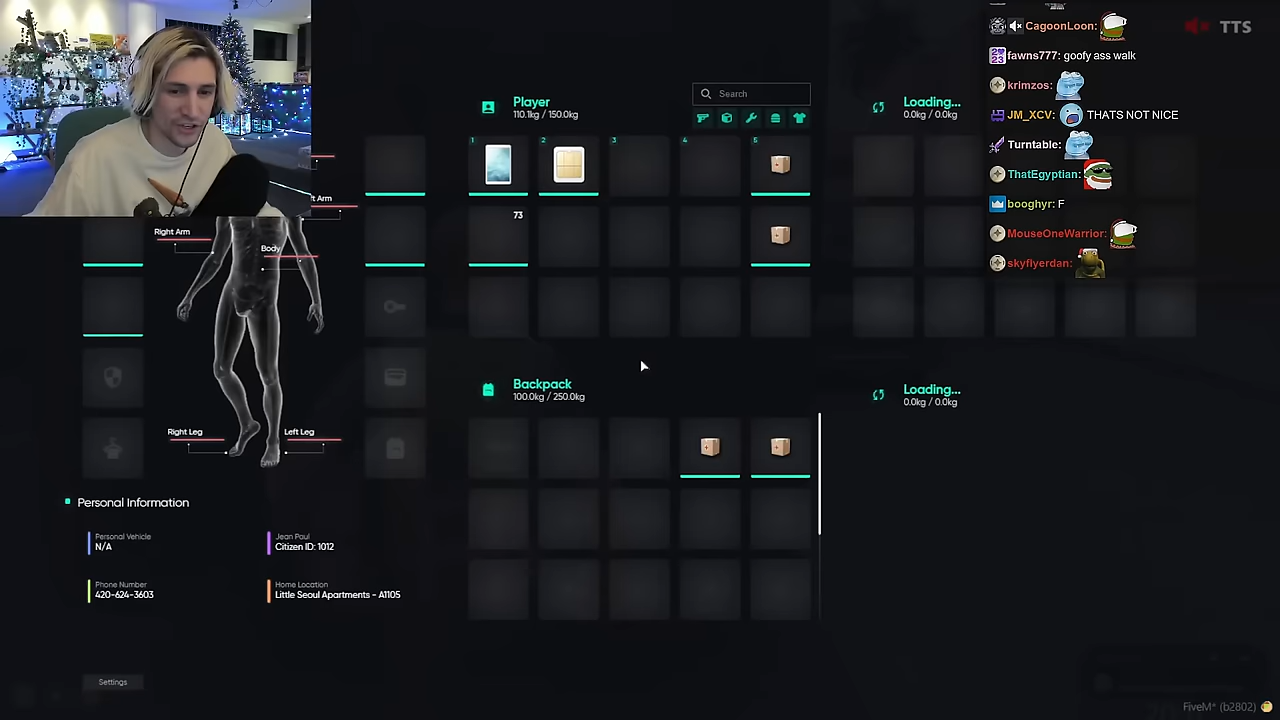 TTS
CagoonLoon:
fawns777: goofy ass walk
krimzos:
JM_XCV: THATS NOT NICE
Turntable:
ThatEgyptian:
booghyr: F
MouseOneWarrior:
skyflyerdan:
Player
110.1kg / 150.0kg
Search
Loading...
0.0kg / 0.0kg
1
2
3
4
5
73
t Arm
Right Arm
Body
Right Leg
Left Leg
Backpack
100.0kg / 250.0kg
Loading...
0.0kg / 0.0kg
Personal Information
Personal Vehicle
N/A
Jean Paul
Citizen ID: 1012
Phone Number
420-624-3603
Home Location
Little Seoul Apartments - A1105
Settings
FiveM* (b2802)